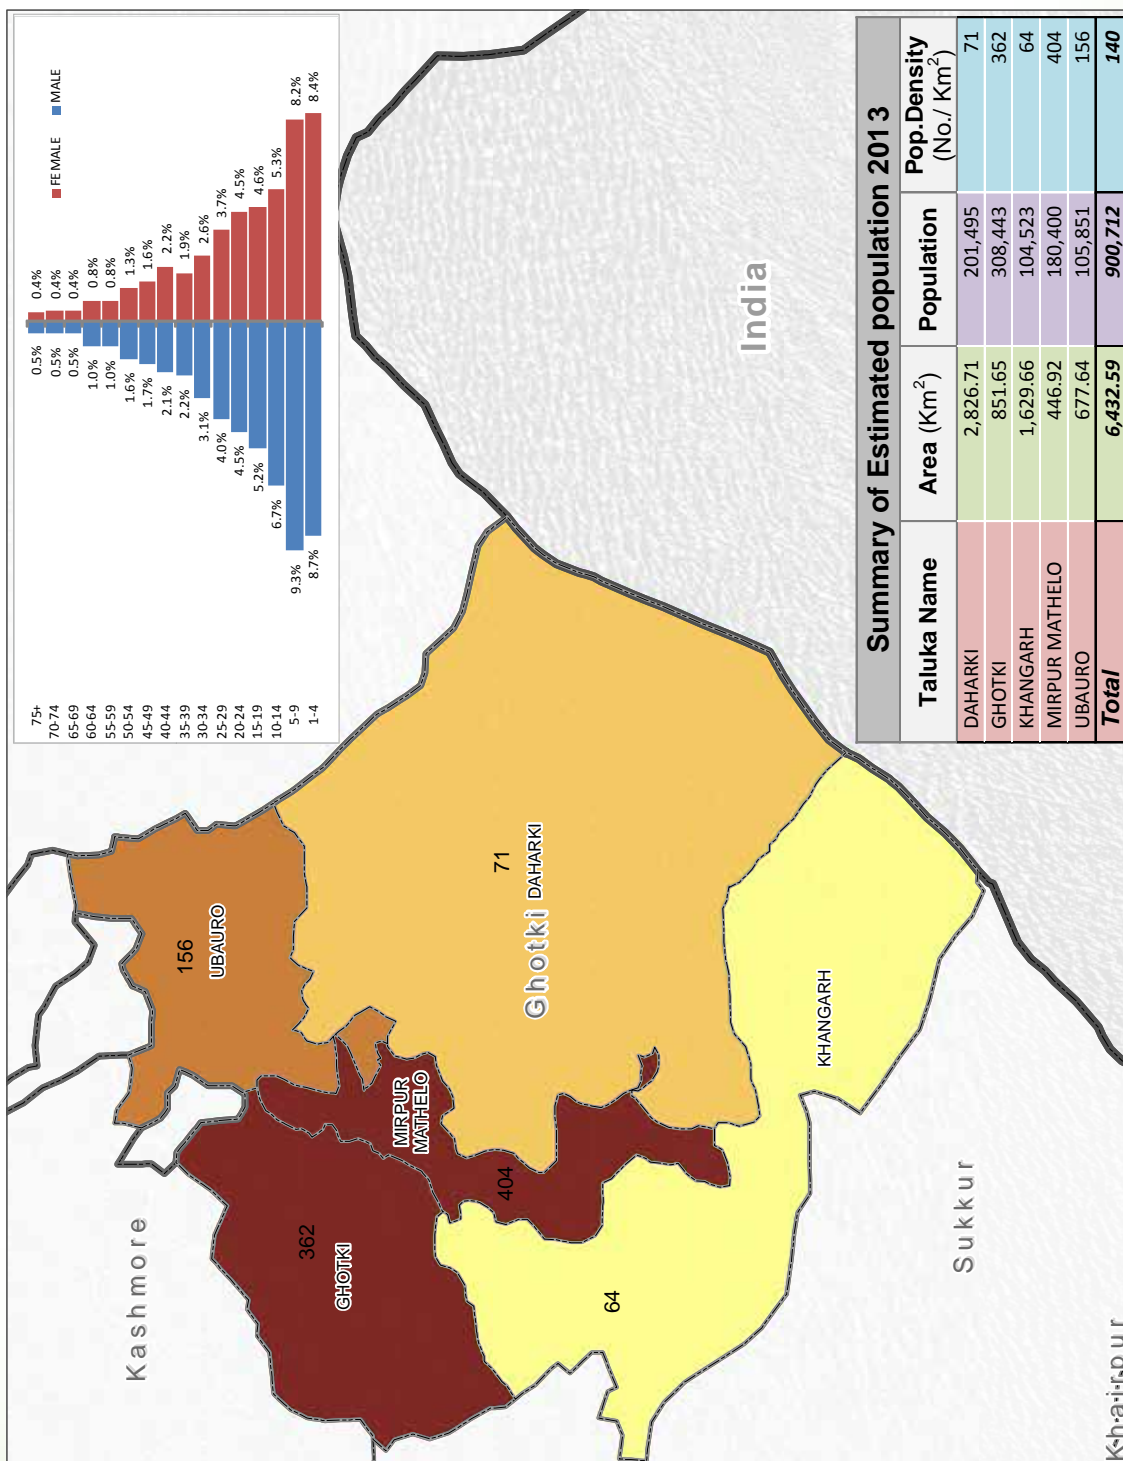 Kashmore
362
GHOTKI
156
UBAURO
MIRPUR
MATHELO
404
71
Ghotki
DAHARKI
64
KHANGARH
Sukkur
Khairpur
India
FEMALE
MALE
75+ 0.5% 0.4%
70-74 0.5% 0.4%
65-69 0.5% 0.4%
60-64 1.0% 0.8%
55-59 1.0% 0.8%
50-54 1.6% 1.3%
45-49 1.7% 1.6%
40-44 2.1% 2.2%
35-39 2.2% 1.9%
30-34 3.1% 2.6%
25-29 4.0% 3.7%
20-24 4.5% 4.5%
15-19 5.2% 4.6%
10-14 6.7% 5.3%
5-9 9.3% 8.2%
1-4 8.7% 8.4%
Summary of Estimated population 2013
Taluka Name Area (Km²) Population Pop.Density (No./ Km²)
DAHARKI 2,826.71 201,495 71
GHOTKI 851.65 308,443 362
KHANGARH 1,629.66 104,523 64
MIRPUR MATHELO 446.92 180,400 404
UBAURO 677.64 105,851 156
Total 6,432.59 900,712 140